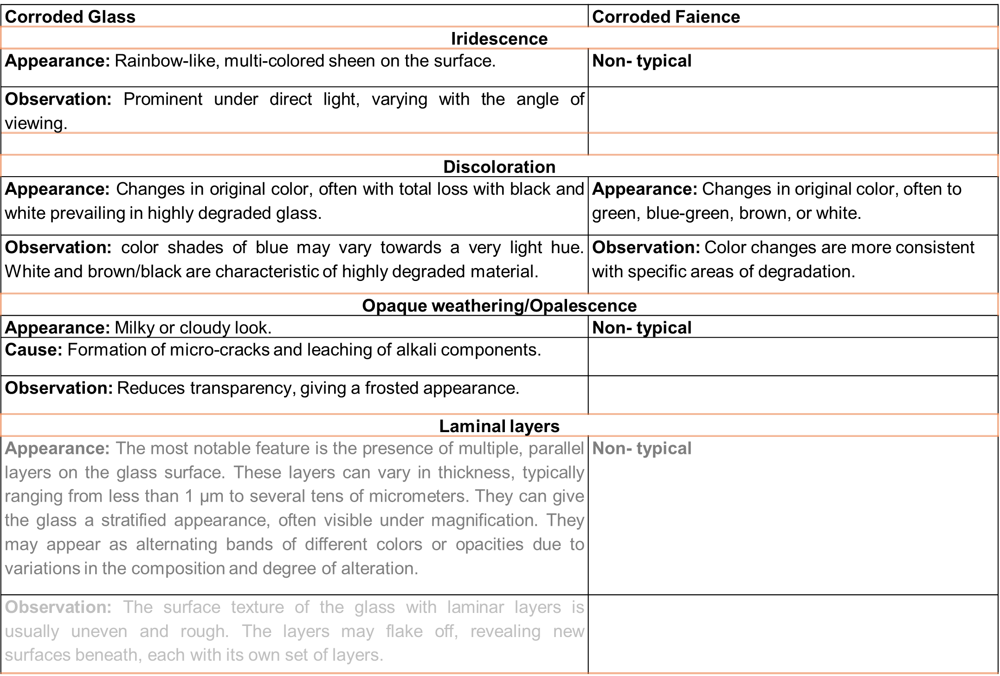 Corroded Glass
Corroded Faience
Iridescence
Appearance: Rainbow-like, multi-colored sheen on the surface.
Non- typical
Observation: Prominent under direct light, varying with the angle of
viewing.
Discoloration
Appearance: Changes in original color, often with total loss with black and
white prevailing in highly degraded glass.
Appearance: Changes in original color, often to
green, blue-green, brown, or white.
Observation: color shades of blue may vary towards a very light hue.
White and brown/black are characteristic of highly degraded material.
Observation: Color changes are more consistent
with specific areas of degradation.
Opaque weathering/Opalescence
Appearance: Milky or cloudy look.
Non- typical
Cause: Formation of micro-cracks and leaching of alkali components.
Observation: Reduces transparency, giving a frosted appearance.
Laminal layers
Appearance: The most notable feature is the presence of multiple, parallel
layers on the glass surface. These layers can vary in thickness, typically
ranging from less than 1 µm to several tens of micrometers. They can give
the glass a stratified appearance, often visible under magnification. They
may appear as alternating bands of different colors or opacities due to
variations in the composition and degree of alteration.
Non- typical
Observation: The surface texture of the glass with laminar layers is
usually uneven and rough. The layers may flake off, revealing new
surfaces beneath, each with its own set of layers.